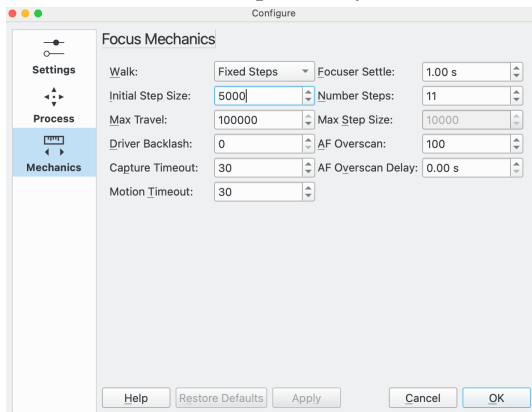 Configure
Settings
Process
Mechanics
Focus Mechanics
Walk: Fixed Steps Focuser Settle: 1.00 s
Initial Step Size: 5000 Number Steps: 11
Max Travel: 100000 Max Step Size: 10000
Driver Backlash: 0 AF Overscan: 100
Capture Timeout: 30 AF Overscan Delay: 0.00 s
Motion Timeout: 30
Help Restore Defaults Apply Cancel OK